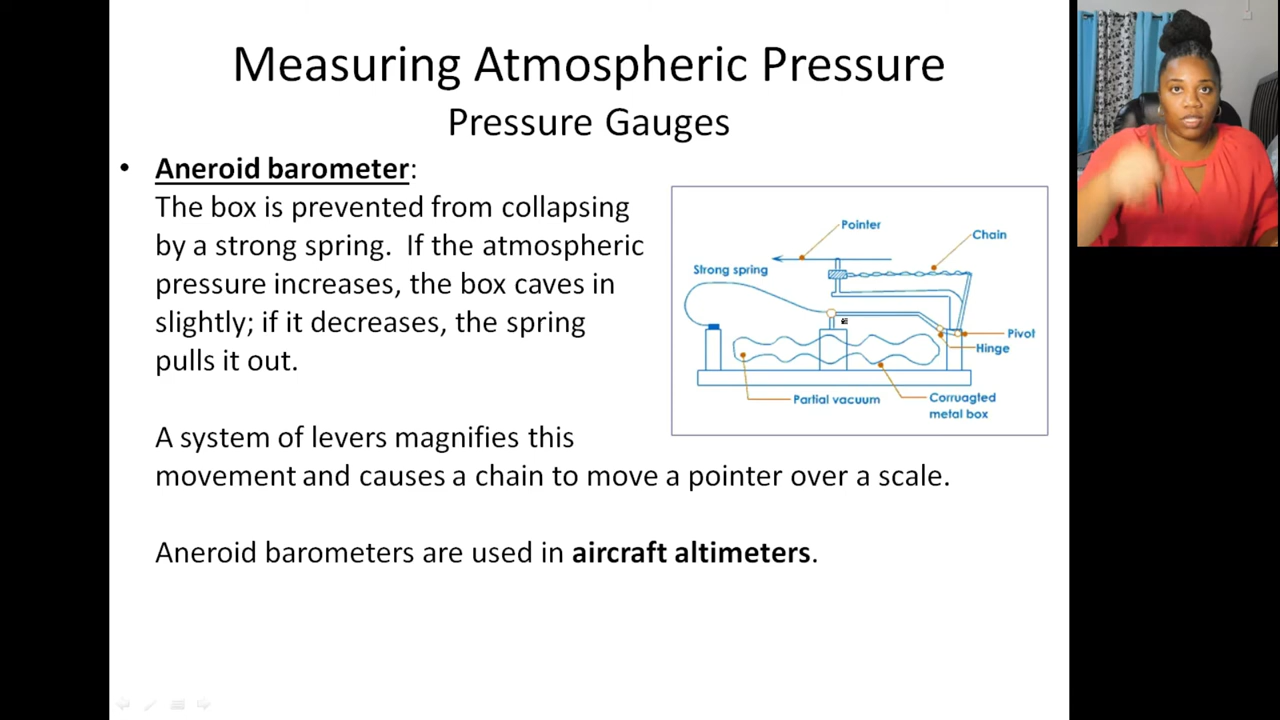 Measuring Atmospheric Pressure
Pressure Gauges
• Aneroid barometer:
The box is prevented from collapsing
by a strong spring. If the atmospheric
pressure increases, the box caves in
slightly; if it decreases, the spring
pulls it out.
A system of levers magnifies this
movement and causes a chain to move a pointer over a scale.
Aneroid barometers are used in aircraft altimeters.
Pointer
Chain
Strong spring
Pivot
Hinge
Partial vacuum
Corruagted
metal box